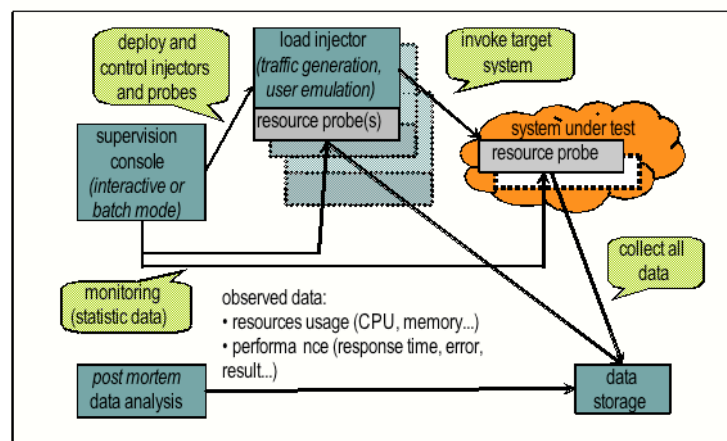 deploy and
control injectors
and probes
load injector
(traffic generation,
user emulation)
resource probe(s)
invoke target
system
supervision
console
(interactive or
batch mode)
system under test
resource probe
collect all
data
monitoring
(statistic data)
observed data:
• resources usage (CPU, memory...)
• performa nce (response time, error,
result...)
post mortem
data analysis
data
storage